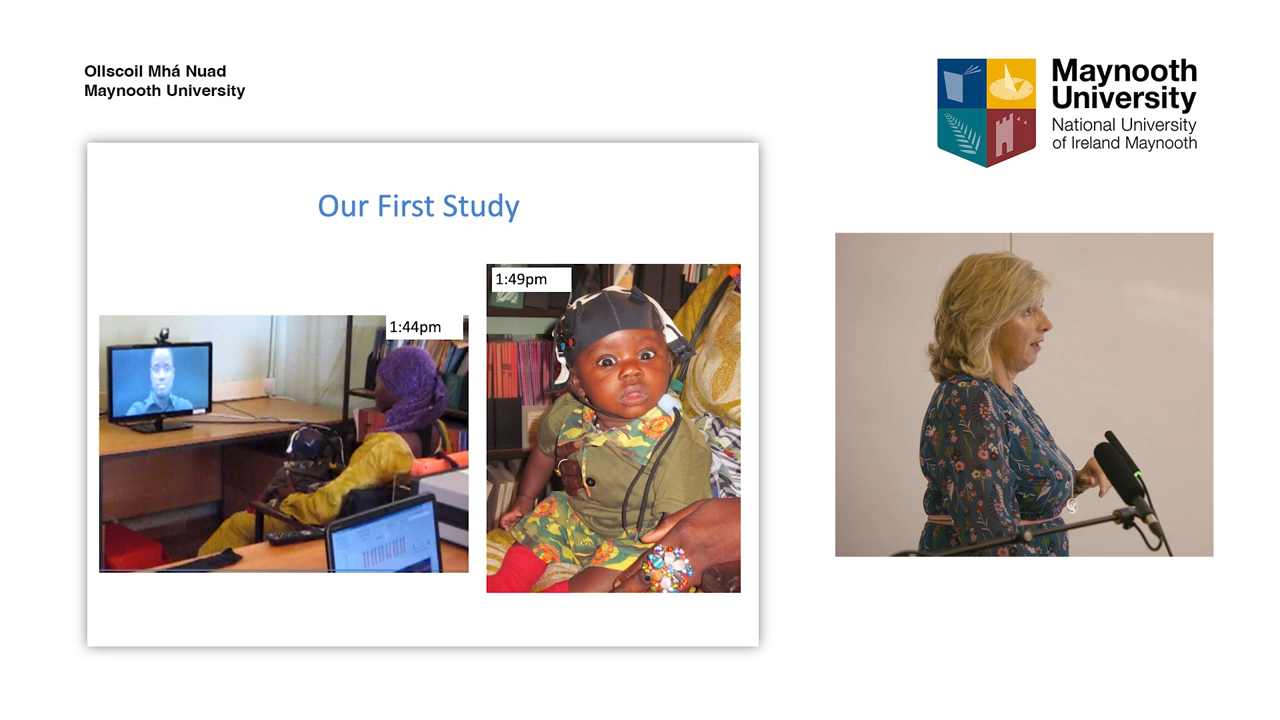 Ollscoil Mhá Nuad
Maynooth University
Maynooth
University
National University
of Ireland Maynooth
Our First Study
1:44pm
1:49pm